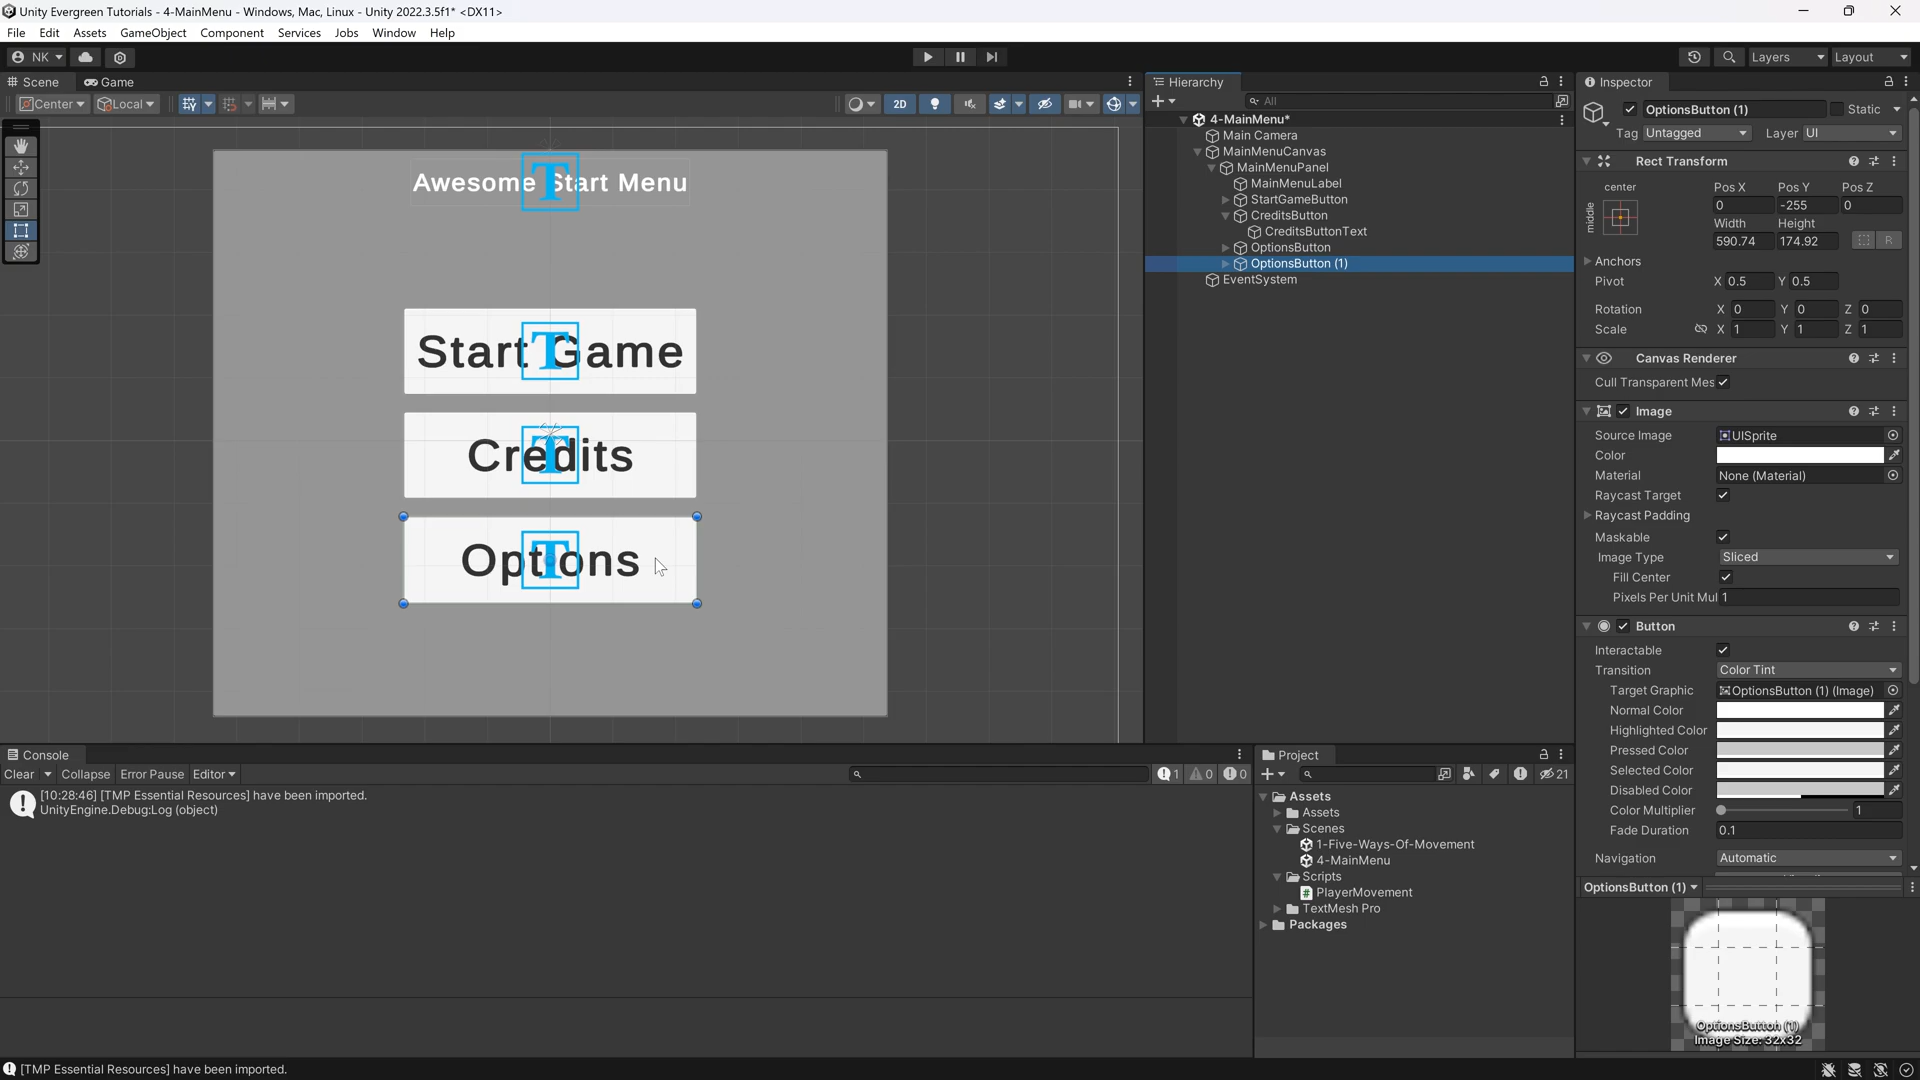 Unity Evergreen Tutorials - 4-MainMenu - Windows, Mac, Linux - Unity 2022.3.5f1* <DX11>
File Edit Assets GameObject Component Services Jobs Window Help
NK
Layers Layout
Scene Game
Center Local 2D
Awesome Start Menu
T
Start Game
T
Credits
T
Options
T
Hierarchy
All
4-MainMenu*
Main Camera
MainMenuCanvas
MainMenuPanel
MainMenuLabel
StartGameButton
CreditsButton
CreditsButtonText
OptionsButton
OptionsButton (1)
EventSystem
Inspector
OptionsButton (1) Static
Tag Untagged Layer UI
Rect Transform
center Pos X Pos Y Pos Z
middle 0 -255 0
Width Height
590.74 174.92 R
Anchors
Pivot X 0.5 Y 0.5
Rotation X 0 Y 0 Z 0
Scale X 1 Y 1 Z 1
Canvas Renderer
Cull Transparent Mes
Image
Source Image UISprite
Color
Material None (Material)
Raycast Target
Raycast Padding
Maskable
Image Type Sliced
Fill Center
Pixels Per Unit Mul 1
Button
Interactable
Transition Color Tint
Target Graphic OptionsButton (1) (Image)
Normal Color
Highlighted Color
Pressed Color
Selected Color
Disabled Color
Color Multiplier 1
Fade Duration 0.1
Navigation Automatic
OptionsButton (1)
OptionsButton (1)
Image Size: 32x32
Console
Clear Collapse Error Pause Editor 1 0 0
[10:28:46] [TMP Essential Resources] have been imported.
UnityEngine.Debug:Log (object)
Project
21
Assets
Assets
Scenes
1-Five-Ways-Of-Movement
4-MainMenu
Scripts
PlayerMovement
TextMesh Pro
Packages
[TMP Essential Resources] have been imported.